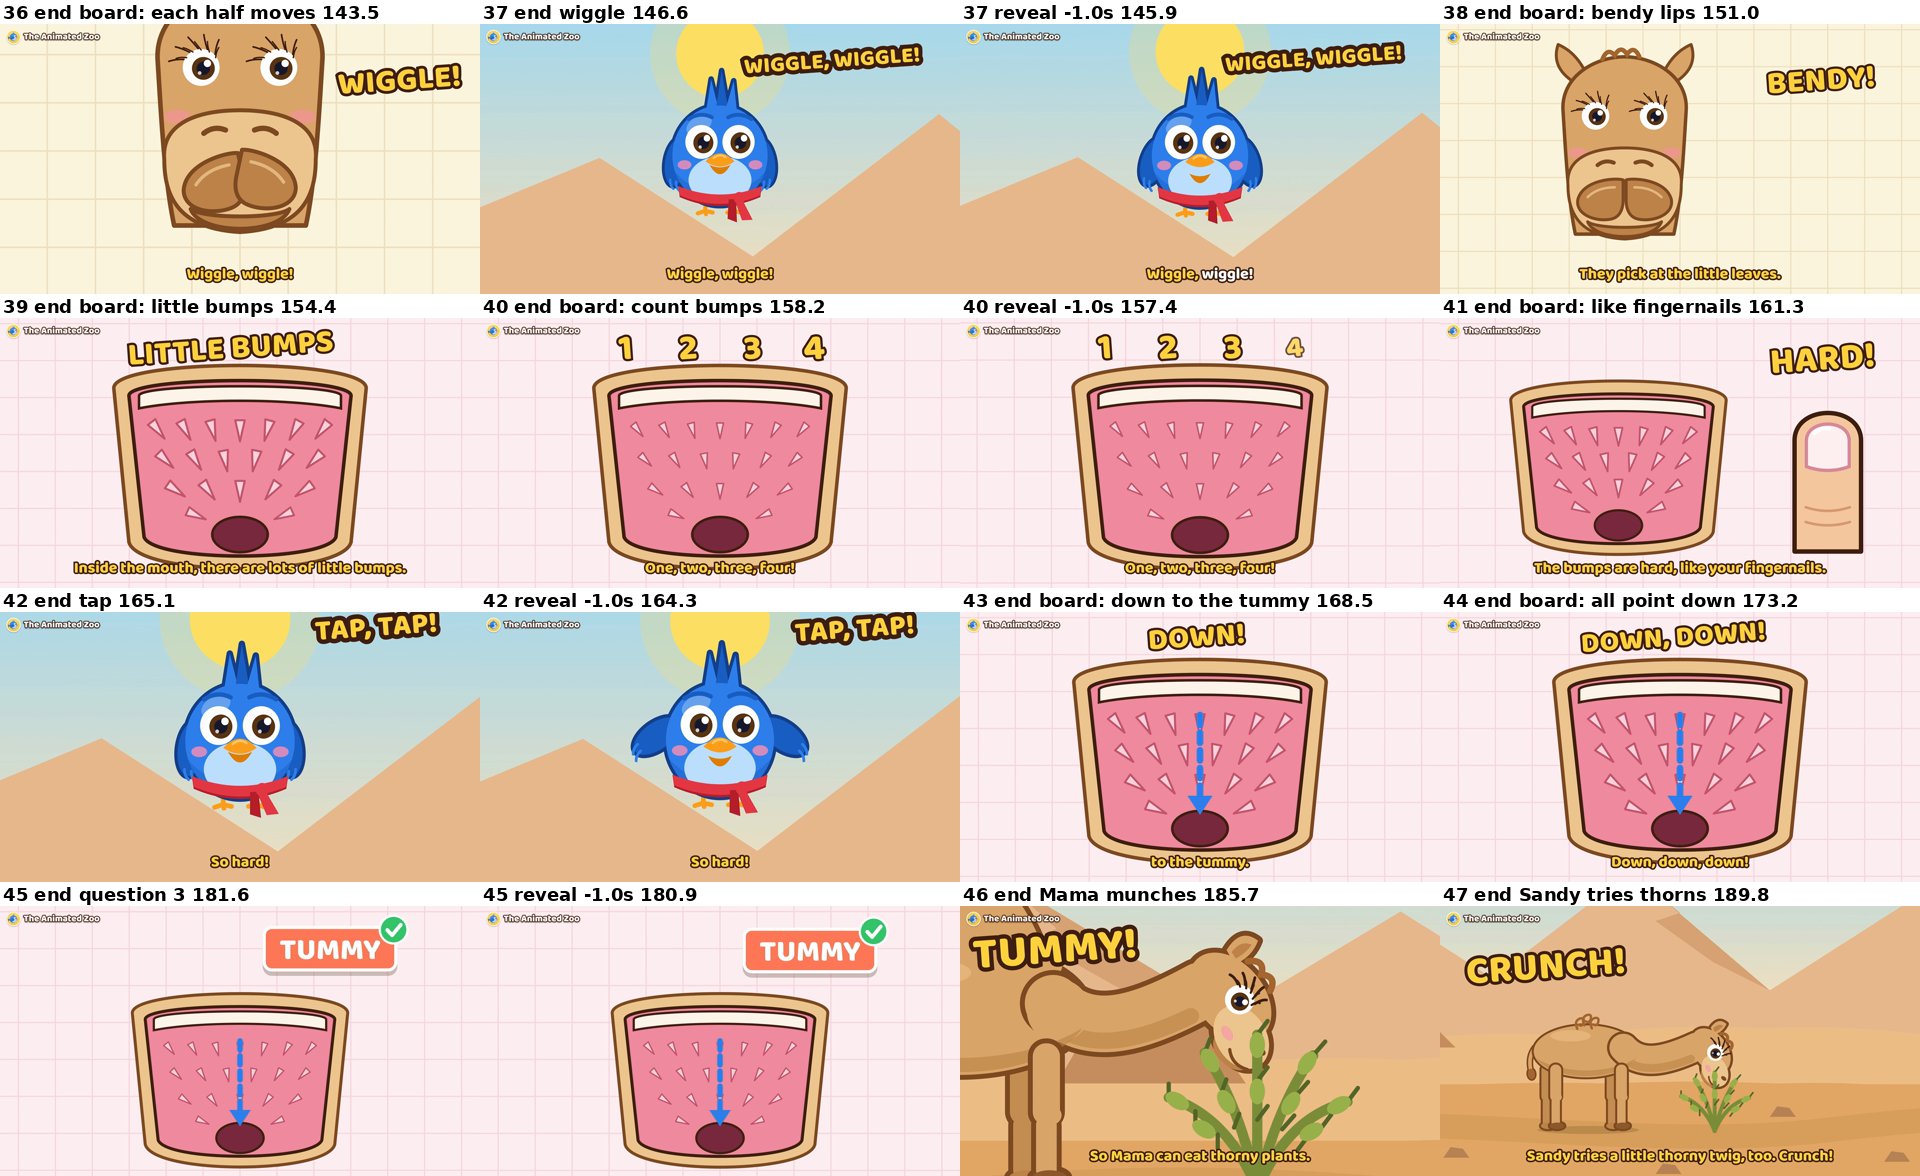 36 end board: each half moves 143.5
The Animated Zoo
WIGGLE!
Wiggle, wiggle!
37 end wiggle 146.6
The Animated Zoo
WIGGLE, WIGGLE!
Wiggle, wiggle!
37 reveal -1.0s 145.9
The Animated Zoo
WIGGLE, WIGGLE!
Wiggle, wiggle!
38 end board: bendy lips 151.0
The Animated Zoo
BENDY!
They pick at the little leaves.
39 end board: little bumps 154.4
The Animated Zoo
LITTLE BUMPS
Inside the mouth, there are lots of little bumps.
40 end board: count bumps 158.2
The Animated Zoo
1 2 3 4
One, two, three, four!
40 reveal -1.0s 157.4
The Animated Zoo
1 2 3 4
One, two, three, four!
41 end board: like fingernails 161.3
The Animated Zoo
HARD!
The bumps are hard, like your fingernails.
42 end tap 165.1
The Animated Zoo
TAP, TAP!
So hard!
42 reveal -1.0s 164.3
The Animated Zoo
TAP, TAP!
So hard!
43 end board: down to the tummy 168.5
The Animated Zoo
DOWN!
to the tummy.
44 end board: all point down 173.2
The Animated Zoo
DOWN, DOWN!
Down, down, down!
45 end question 3 181.6
The Animated Zoo
TUMMY
45 reveal -1.0s 180.9
The Animated Zoo
TUMMY
46 end Mama munches 185.7
The Animated Zoo
TUMMY!
So Mama can eat thorny plants.
47 end Sandy tries thorns 189.8
The Animated Zoo
CRUNCH!
Sandy tries a little thorny twig, too. Crunch!